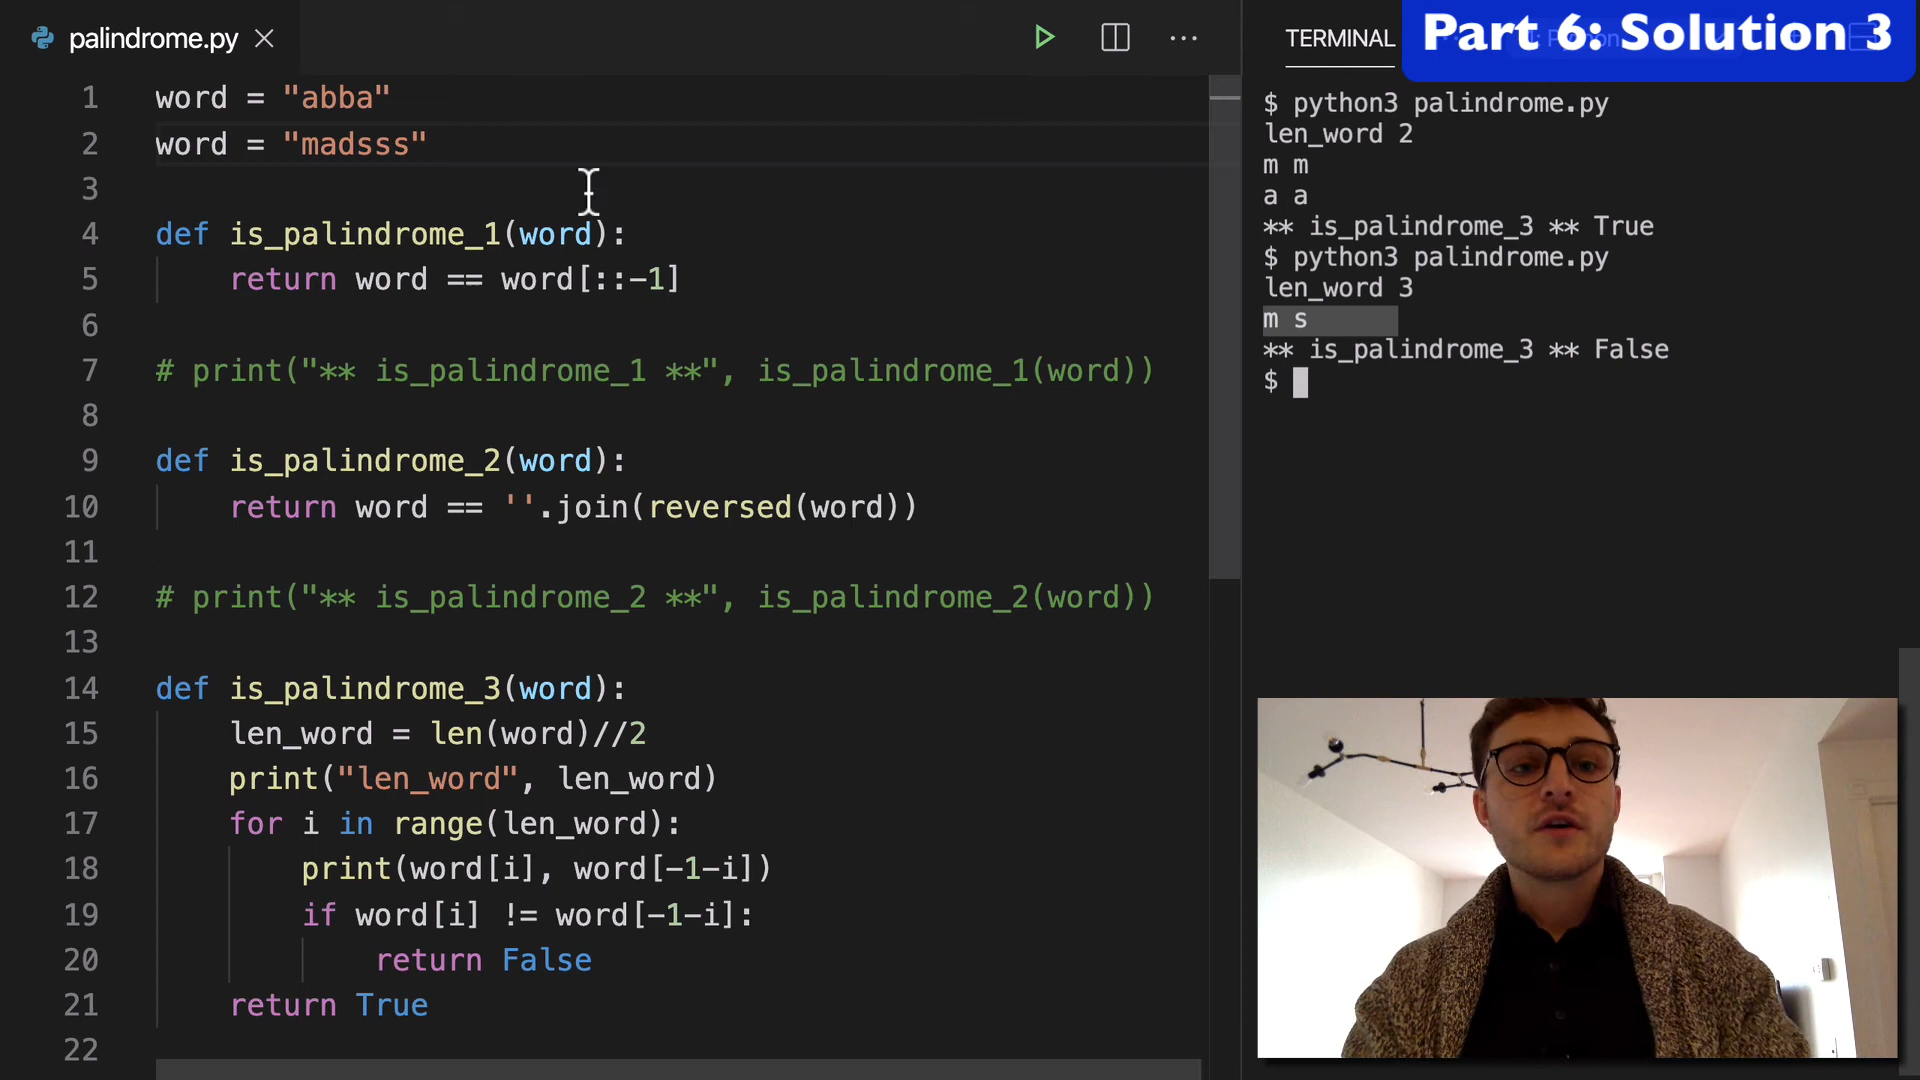 palindrome.py
1 word = "abba"
2 word = "madsss"
3
4 def is_palindrome_1(word):
5 return word == word[::-1]
6
7 # print("** is_palindrome_1 **", is_palindrome_1(word))
8
9 def is_palindrome_2(word):
10 return word == ''.join(reversed(word))
11
12 # print("** is_palindrome_2 **", is_palindrome_2(word))
13
14 def is_palindrome_3(word):
15 len_word = len(word)//2
16 print("len_word", len_word)
17 for i in range(len_word):
18 print(word[i], word[-1-i])
19 if word[i] != word[-1-i]:
20 return False
21 return True
22
TERMINAL
Part 6: Solution 3
$ python3 palindrome.py
len_word 2
m m
a a
** is_palindrome_3 ** True
$ python3 palindrome.py
len_word 3
m s
** is_palindrome_3 ** False
$